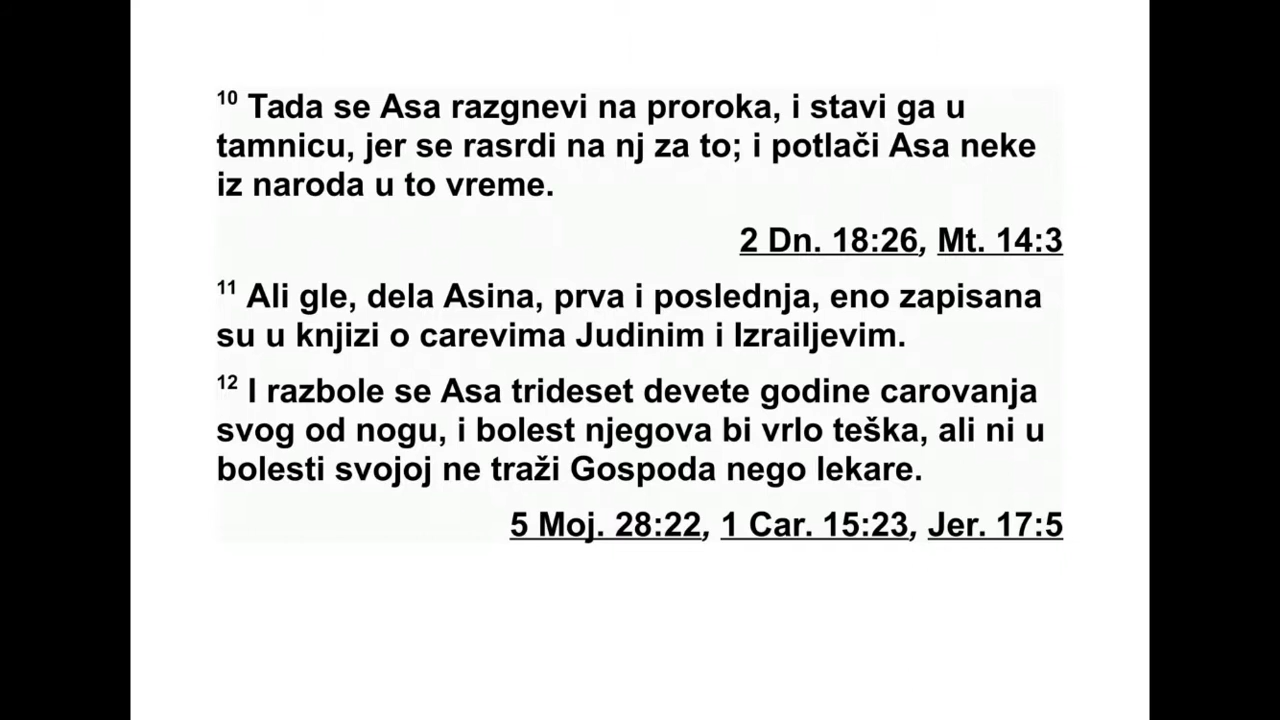 10 Tada se Asa razgnevi na proroka, i stavi ga u
tamnicu, jer se rasrdi na nj za to; i potlači Asa neke
iz naroda u to vreme.
2 Dn. 18:26, Mt. 14:3
11 Ali gle, dela Asina, prva i poslednja, eno zapisana
su u knjizi o carevima Judinim i Izrailjevim.
12 I razbole se Asa trideset devete godine carovanja
svog od nogu, i bolest njegova bi vrlo teška, ali ni u
bolesti svojoj ne traži Gospoda nego lekare.
5 Moj. 28:22, 1 Car. 15:23, Jer. 17:5